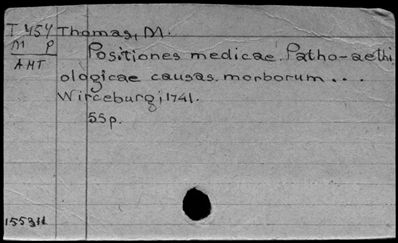 T 454 Thomas, M.
M P
AHT
Positiones medicae. Patho-aethi
ologicae causas morborum...
Wirceburgi, 1741.
55p.
155311